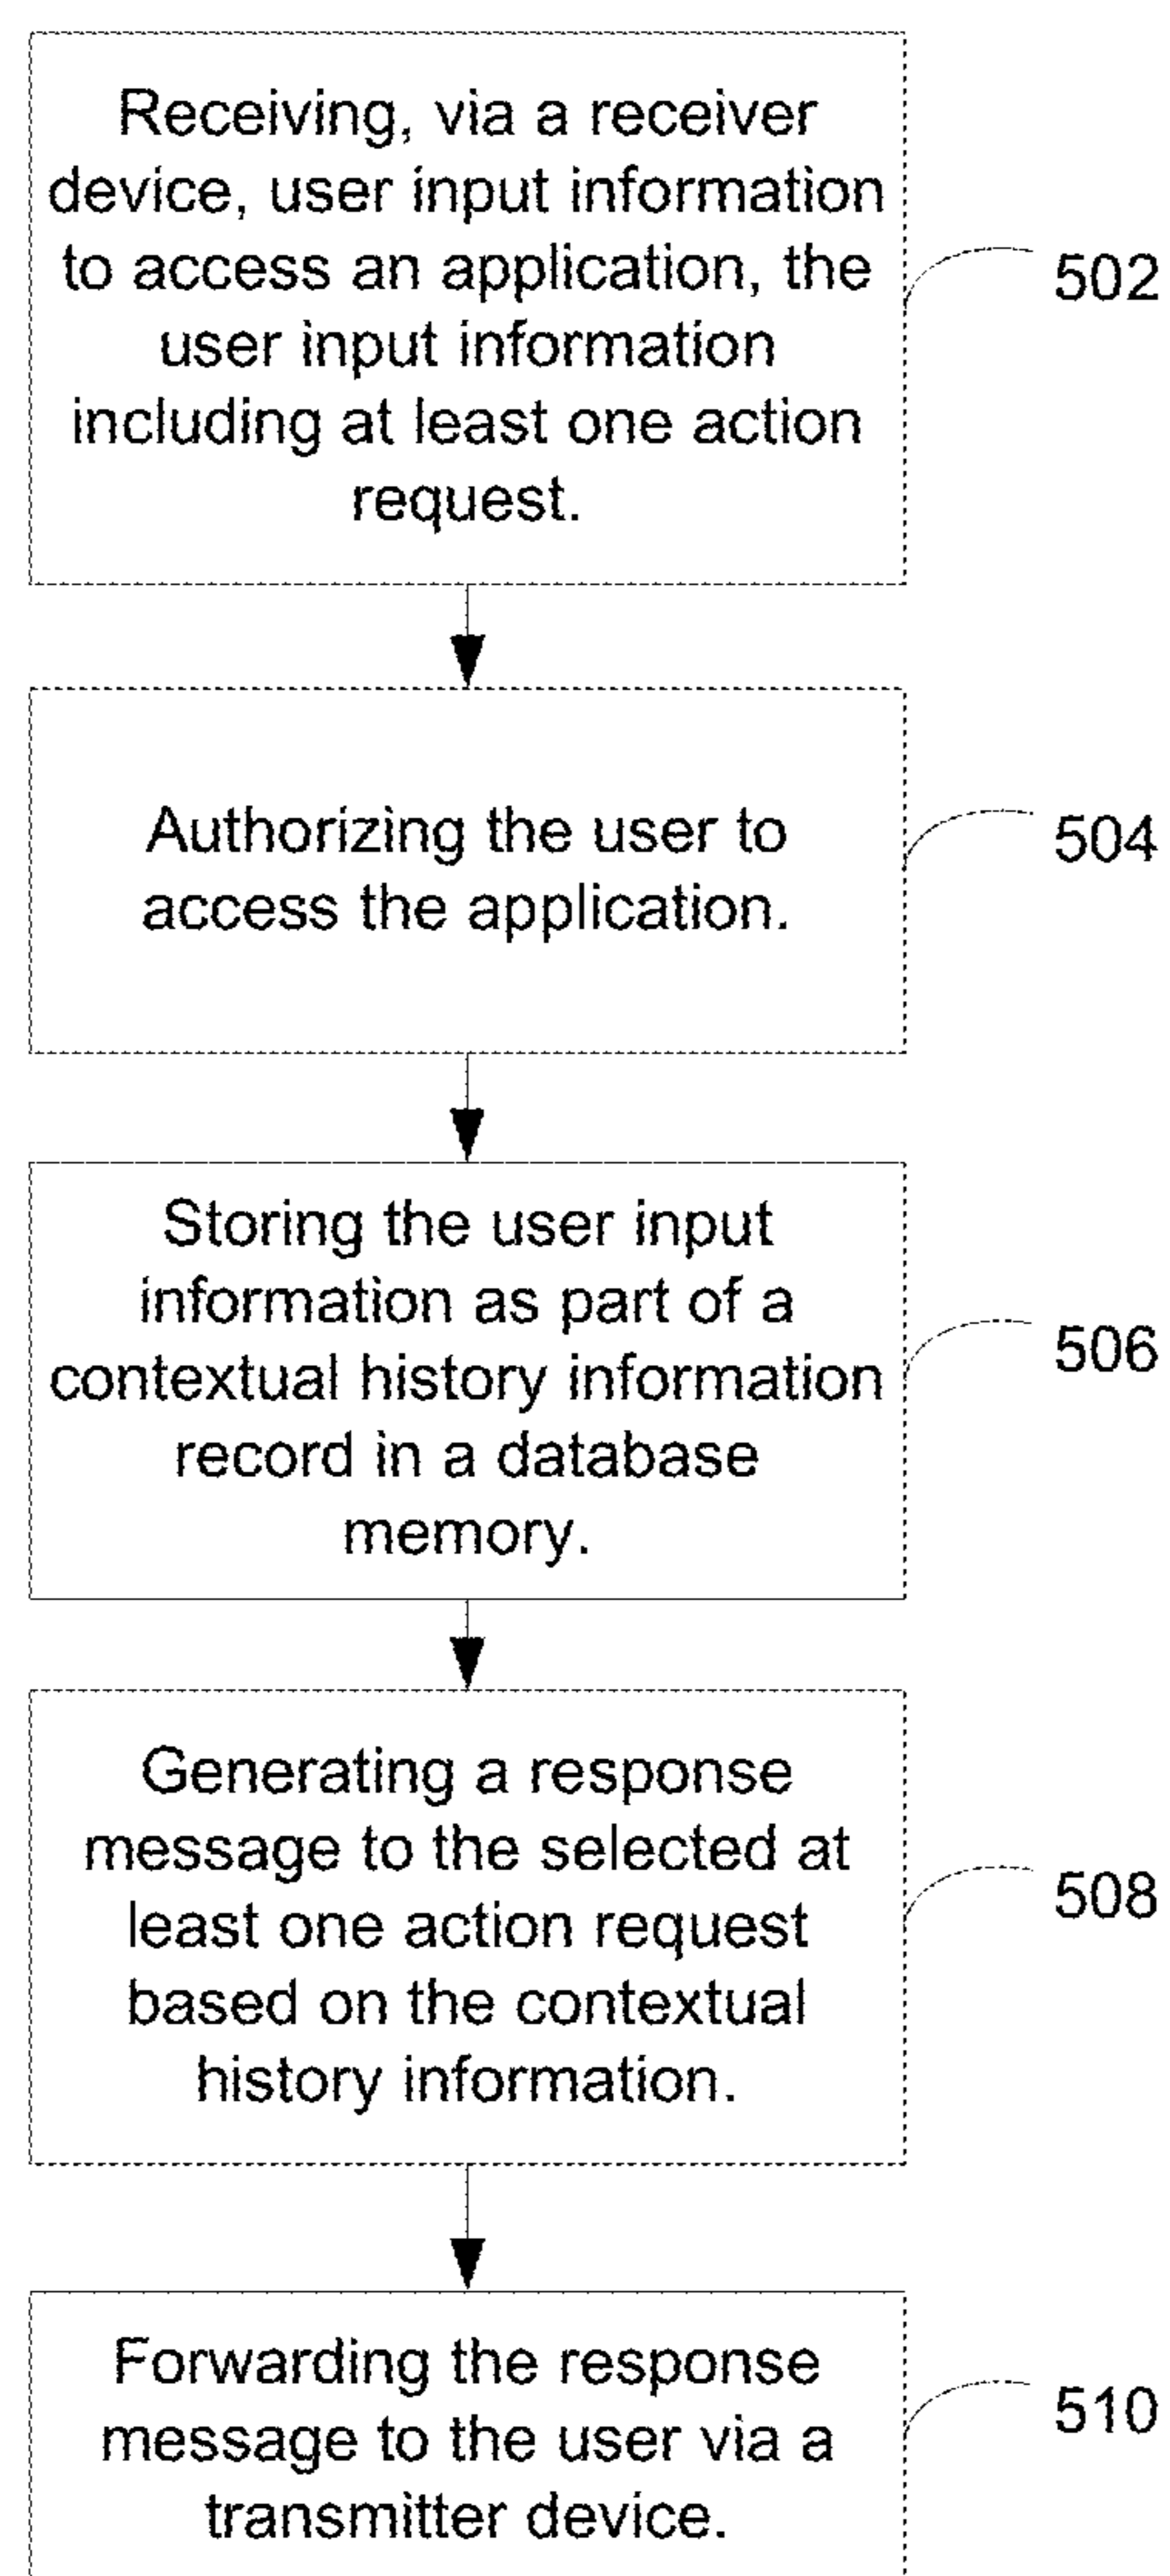 Receiving, via a receiver
device, user input information
to access an application, the
user input information
including at least one action
request.
502
Authorizing the user to
access the application.
504
Storing the user input
information as part of a
contextual history information
record in a database
memory.
506
Generating a response
message to the selected at
least one action request
based on the contextual
history information.
508
Forwarding the response
message to the user via a
transmitter device.
510